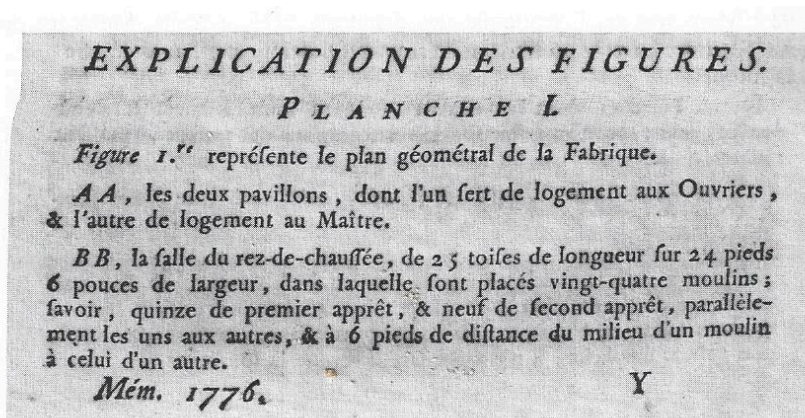 EXPLICATION DES FIGURES.
PLANCHE I.
Figure 1.re repréſente le plan géométral de la Fabrique.
AA, les deux pavillons, dont l'un ſert de logement aux Ouvriers,
& l'autre de logement au Maître.
BB, la ſalle du rez-de-chauſſée, de 25 toiſes de longueur ſur 24 pieds
6 pouces de largeur, dans laquelle ſont placés vingt-quatre moulins;
ſavoir, quinze de premier apprêt, & neuf de ſecond apprêt, parallèle-
ment les uns aux autres, & à 6 pieds de diſtance du milieu d'un moulin
à celui d'un autre.
Mém. 1776. Y